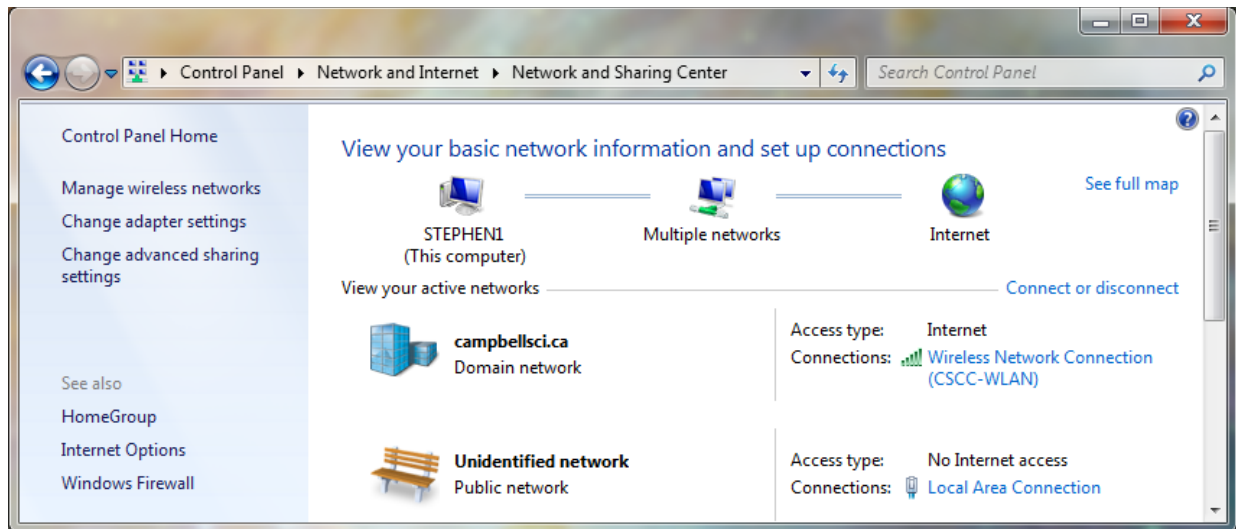 Control Panel ▸ Network and Internet ▸ Network and Sharing Center
Search Control Panel
Control Panel Home
Manage wireless networks
Change adapter settings
Change advanced sharing
settings
See also
HomeGroup
Internet Options
Windows Firewall
View your basic network information and set up connections
See full map
STEPHEN1
(This computer)
Multiple networks
Internet
View your active networks
Connect or disconnect
campbellsci.ca
Domain network
Access type: Internet
Connections: Wireless Network Connection
(CSCC-WLAN)
Unidentified network
Public network
Access type: No Internet access
Connections: Local Area Connection